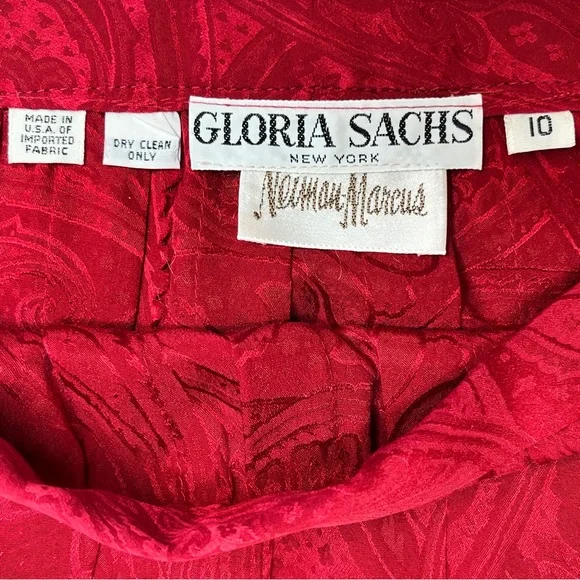 MADE IN
U.S.A. OF
IMPORTED
FABRIC
DRY CLEAN
ONLY
GLORIA SACHS
NEW YORK
Neiman-Marcus
10